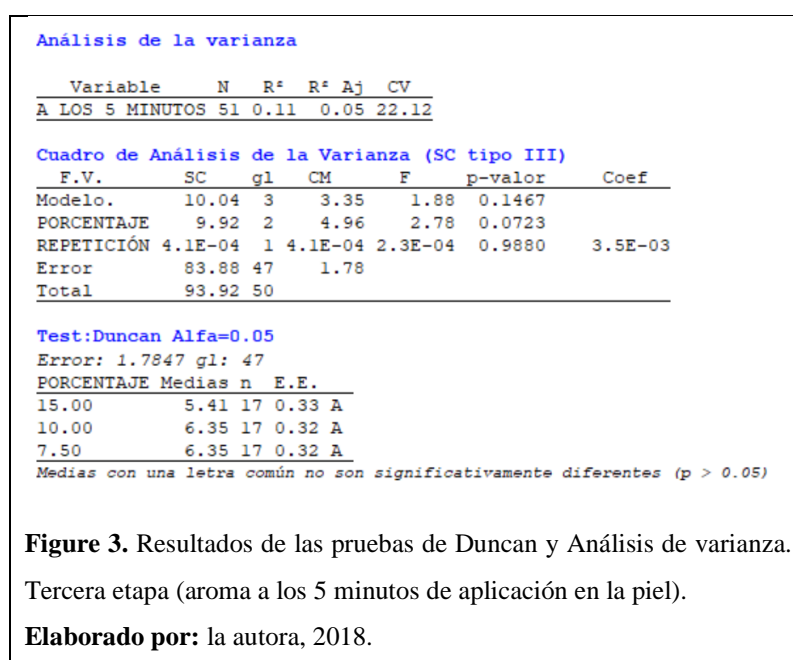 Análisis de la varianza
Variable N R² R² Aj CV
A LOS 5 MINUTOS 51 0.11 0.05 22.12
Cuadro de Análisis de la Varianza (SC tipo III)
F.V. SC gl CM F p-valor Coef
Modelo. 10.04 3 3.35 1.88 0.1467
PORCENTAJE 9.92 2 4.96 2.78 0.0723
REPETICIÓN 4.1E-04 1 4.1E-04 2.3E-04 0.9880 3.5E-03
Error 83.88 47 1.78
Total 93.92 50
Test:Duncan Alfa=0.05
Error: 1.7847 gl: 47
PORCENTAJE Medias n E.E.
15.00 5.41 17 0.33 A
10.00 6.35 17 0.32 A
7.50 6.35 17 0.32 A
Medias con una letra común no son significativamente diferentes (p > 0.05)
Figure 3. Resultados de las pruebas de Duncan y Análisis de varianza.
Tercera etapa (aroma a los 5 minutos de aplicación en la piel).
Elaborado por: la autora, 2018.